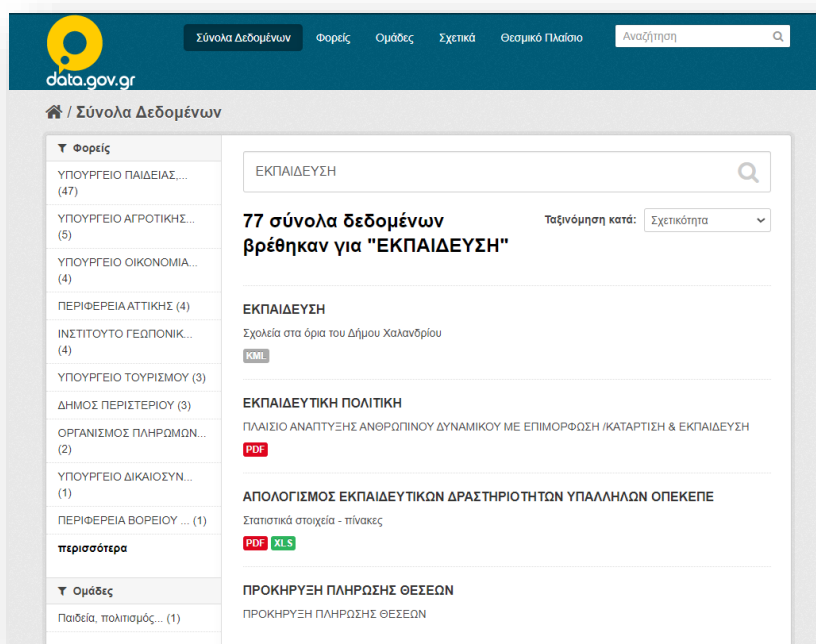 Σύνολα Δεδομένων Φορείς Ομάδες Σχετικά Θεσμικό Πλαίσιο Αναζήτηση
data.gov.gr
/ Σύνολα Δεδομένων
Φορείς
ΥΠΟΥΡΓΕΙΟ ΠΑΙΔΕΙΑΣ,...
(47)
ΥΠΟΥΡΓΕΙΟ ΑΓΡΟΤΙΚΗΣ...
(5)
ΥΠΟΥΡΓΕΙΟ ΟΙΚΟΝΟΜΙΑ...
(4)
ΠΕΡΙΦΕΡΕΙΑ ΑΤΤΙΚΗΣ (4)
ΙΝΣΤΙΤΟΥΤΟ ΓΕΩΠΟΝΙΚ...
(4)
ΥΠΟΥΡΓΕΙΟ ΤΟΥΡΙΣΜΟΥ (3)
ΔΗΜΟΣ ΠΕΡΙΣΤΕΡΙΟΥ (3)
ΟΡΓΑΝΙΣΜΟΣ ΠΛΗΡΩΜΩΝ...
(2)
ΥΠΟΥΡΓΕΙΟ ΔΙΚΑΙΟΣΥΝ...
(1)
ΠΕΡΙΦΕΡΕΙΑ ΒΟΡΕΙΟΥ ... (1)
περισσότερα
Ομάδες
Παιδεία, πολιτισμός... (1)
ΕΚΠΑΙΔΕΥΣΗ
77 σύνολα δεδομένων
βρέθηκαν για "ΕΚΠΑΙΔΕΥΣΗ"
Ταξινόμηση κατά: Σχετικότητα
ΕΚΠΑΙΔΕΥΣΗ
Σχολεία στα όρια του Δήμου Χαλανδρίου
KML
ΕΚΠΑΙΔΕΥΤΙΚΗ ΠΟΛΙΤΙΚΗ
ΠΛΑΙΣΙΟ ΑΝΑΠΤΥΞΗΣ ΑΝΘΡΩΠΙΝΟΥ ΔΥΝΑΜΙΚΟΥ ΜΕ ΕΠΙΜΟΡΦΩΣΗ /ΚΑΤΑΡΤΙΣΗ & ΕΚΠΑΙΔΕΥΣΗ
PDF
ΑΠΟΛΟΓΙΣΜΟΣ ΕΚΠΑΙΔΕΥΤΙΚΩΝ ΔΡΑΣΤΗΡΙΟΤΗΤΩΝ ΥΠΑΛΛΗΛΩΝ ΟΠΕΚΕΠΕ
Στατιστικά στοιχεία - πίνακες
PDF XLS
ΠΡΟΚΗΡΥΞΗ ΠΛΗΡΩΣΗΣ ΘΕΣΕΩΝ
ΠΡΟΚΗΡΥΞΗ ΠΛΗΡΩΣΗΣ ΘΕΣΕΩΝ